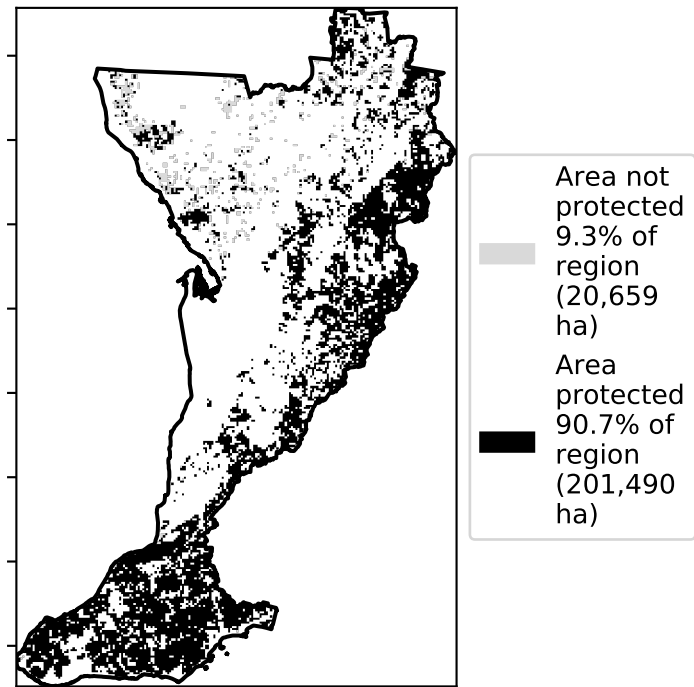 Area not
protected
9.3% of
region
(20,659
ha)
Area
protected
90.7% of
region
(201,490
ha)